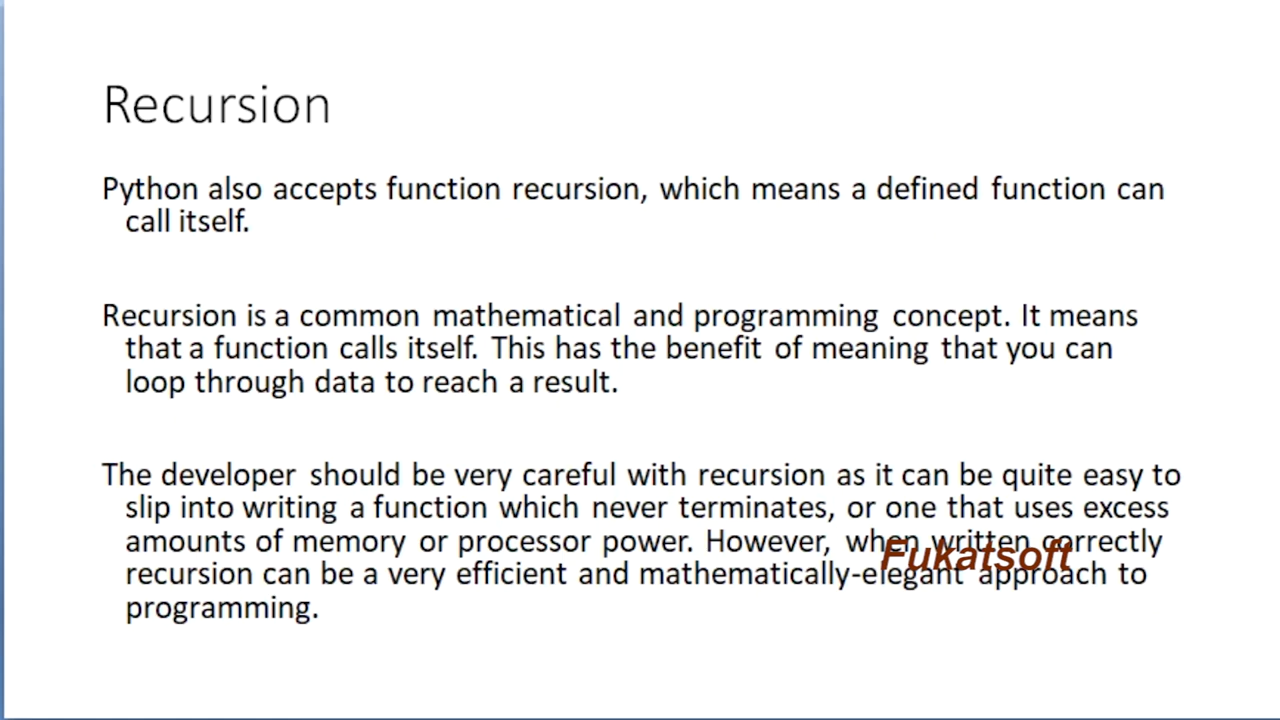 Recursion
Python also accepts function recursion, which means a defined function can
call itself.
Recursion is a common mathematical and programming concept. It means
that a function calls itself. This has the benefit of meaning that you can
loop through data to reach a result.
The developer should be very careful with recursion as it can be quite easy to
slip into writing a function which never terminates, or one that uses excess
amounts of memory or processor power. However, when written correctly
Fukatsoft
recursion can be a very efficient and mathematically-elegant approach to
programming.